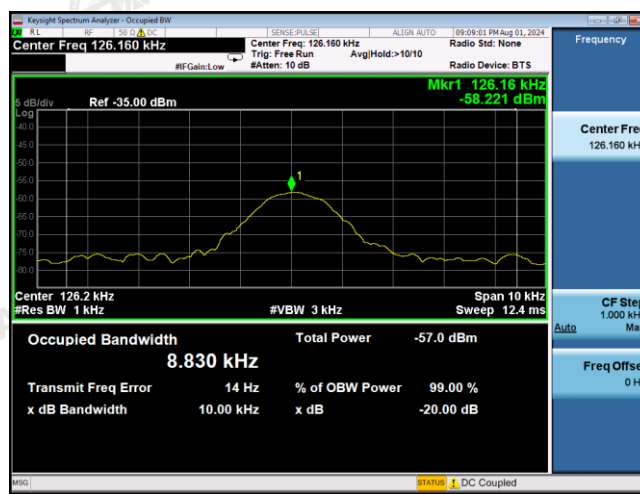 Keysight Spectrum Analyzer - Occupied BW
RL RF 50 Ω DC SENSE:PULSE ALIGN AUTO 09:09:01 PM Aug 01, 2024
Center Freq 126.160 kHz
Center Freq: 126.160 kHz Radio Std: None
Trig: Free Run Avg|Hold:>10/10
#IFGain:Low #Atten: 10 dB Radio Device: BTS
Frequency
Mkr1 126.16 kHz
-58.221 dBm
5 dB/div Ref -35.00 dBm
Log
-40.0
-45.0
-50.0
-55.0
-60.0
-65.0
-70.0
-75.0
-80.0
1
Center 126.2 kHz Span 10 kHz
#Res BW 1 kHz #VBW 3 kHz Sweep 12.4 ms
Occupied Bandwidth Total Power -57.0 dBm
8.830 kHz
Transmit Freq Error 14 Hz % of OBW Power 99.00 %
x dB Bandwidth 10.00 kHz x dB -20.00 dB
Center Fre
126.160 kH
CF Step
1.000 kH
Auto Ma
Freq Offse
0 H
MSG STATUS DC Coupled